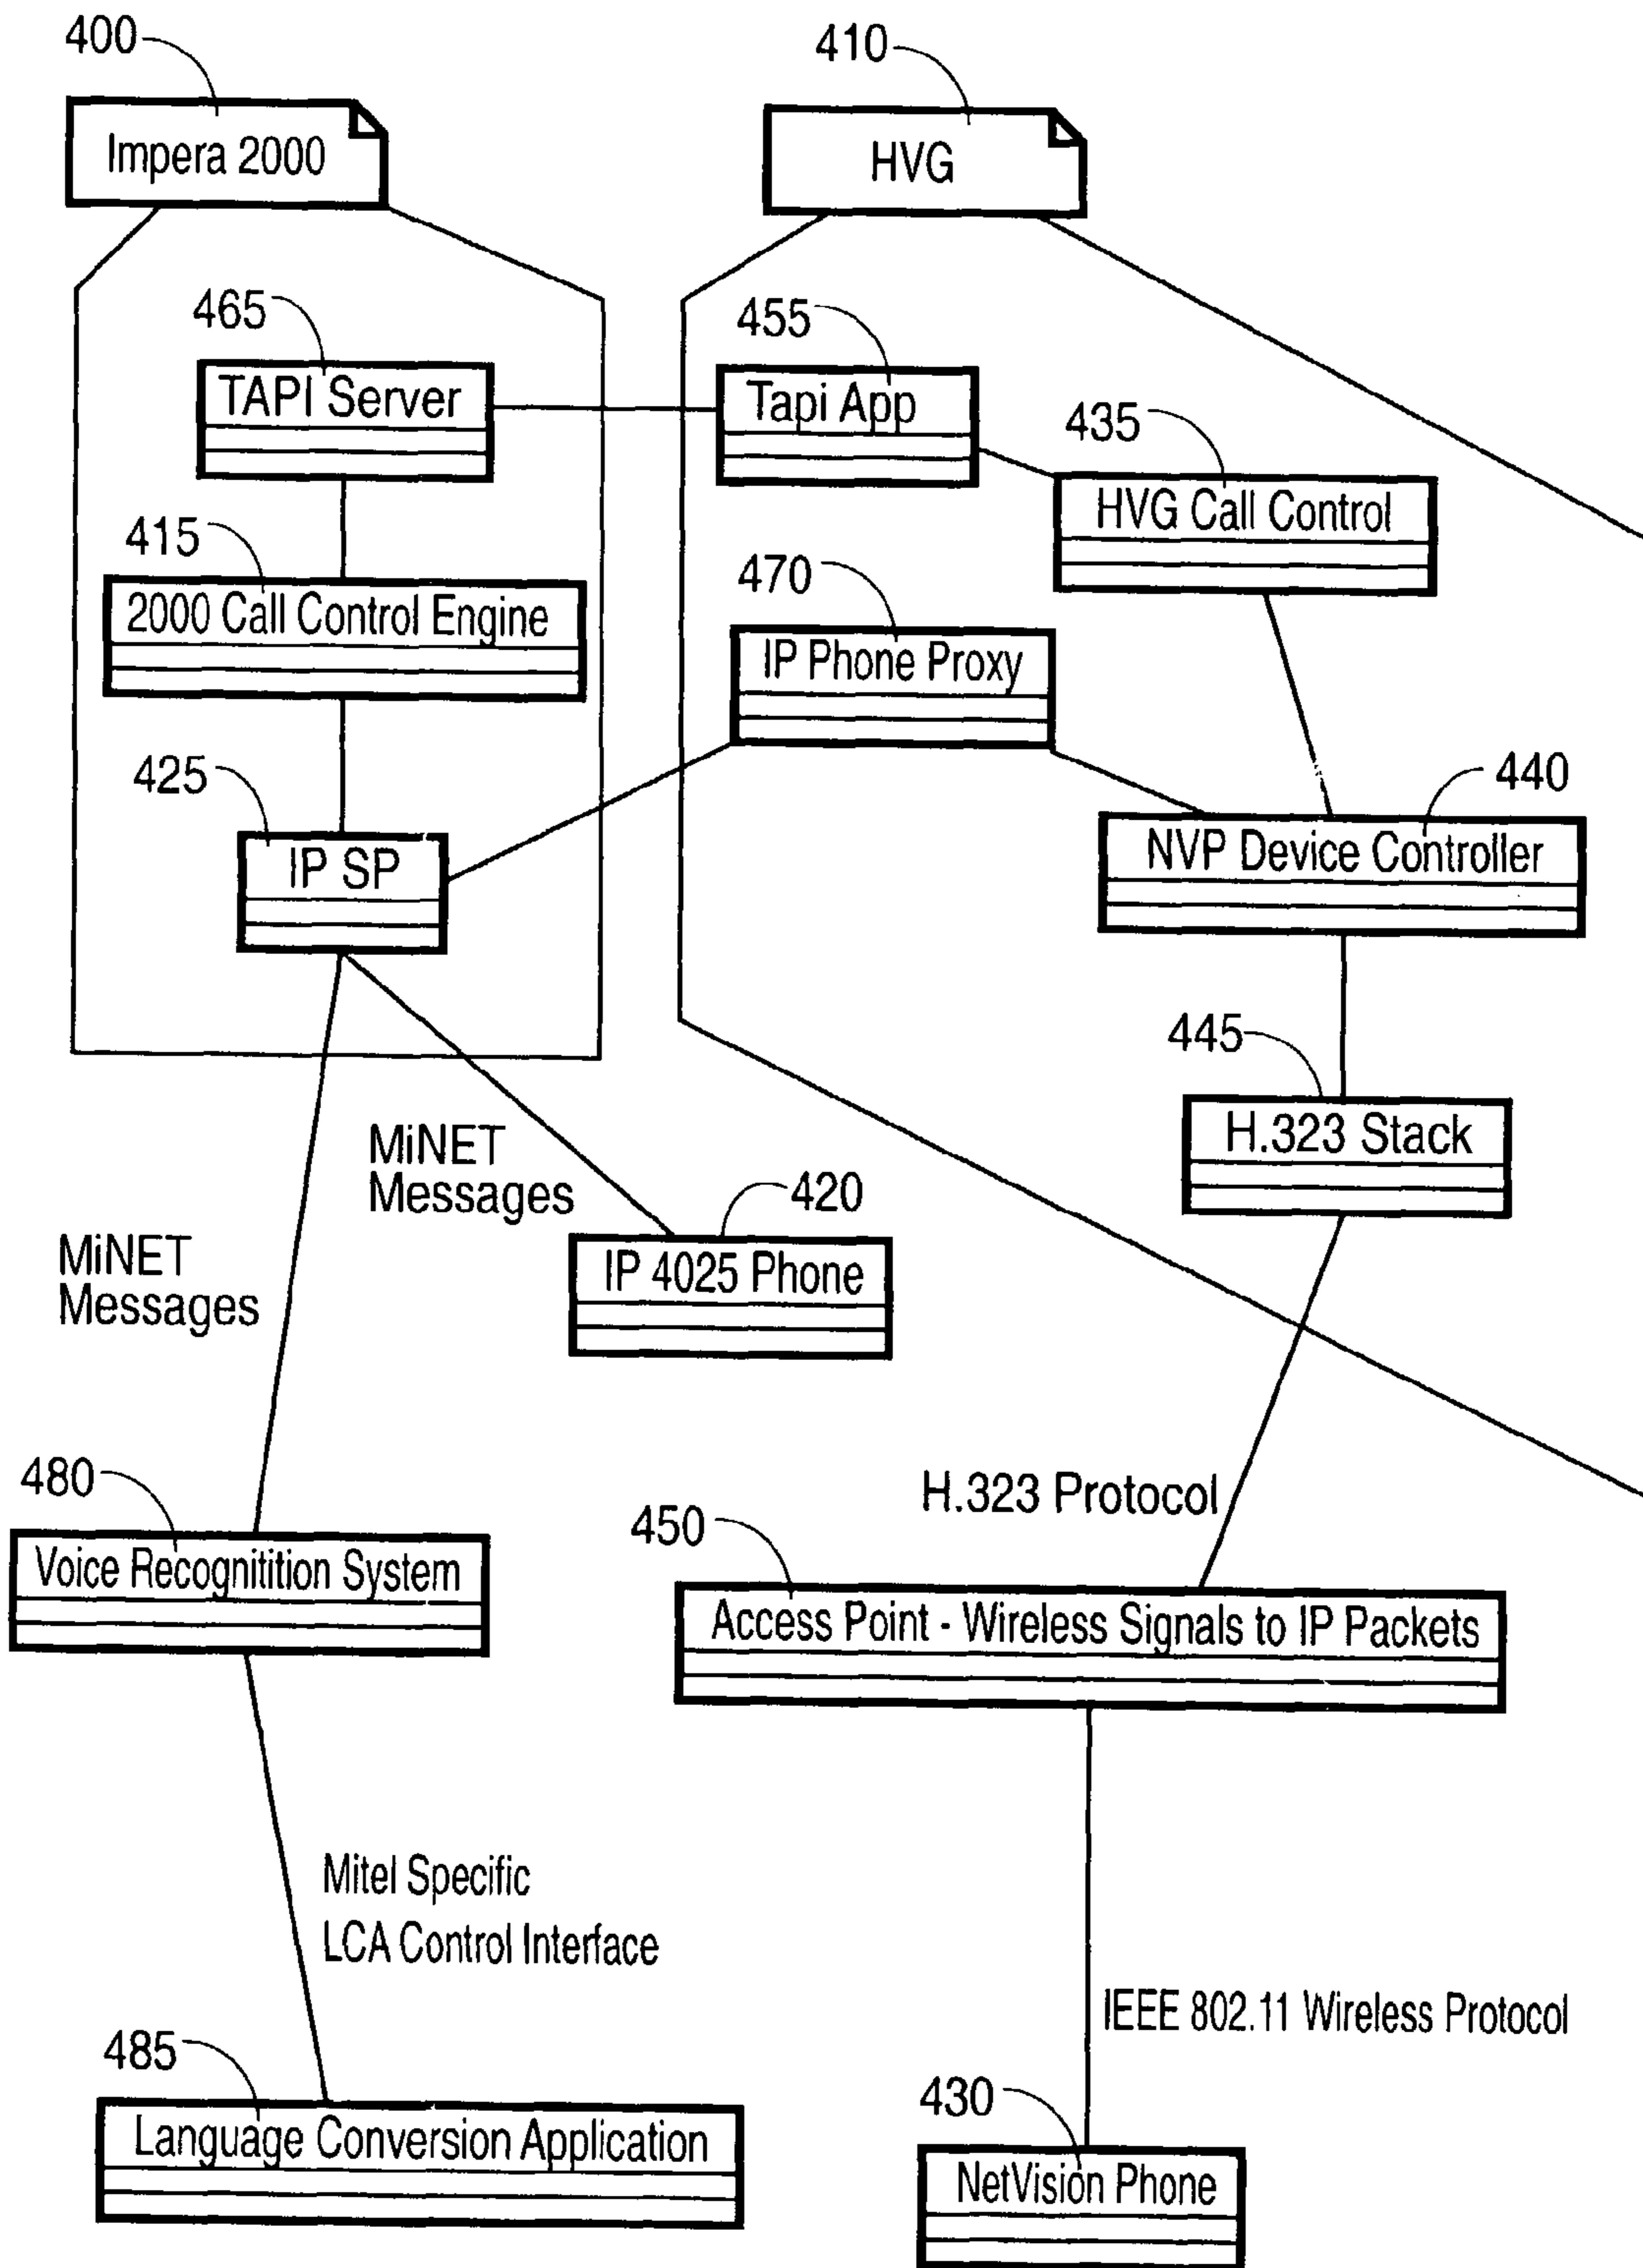 400
410
Impera 2000
HVG
465
455
TAPI Server
Tapi App
435
HVG Call Control
415
470
2000 Call Control Engine
IP Phone Proxy
425
440
IP SP
NVP Device Controller
445
H.323 Stack
MiNET
Messages
420
MiNET
Messages
IP 4025 Phone
480
H.323 Protocol
450
Voice Recognitition System
Access Point - Wireless Signals to IP Packets
Mitel Specific
LCA Control Interface
IEEE 802.11 Wireless Protocol
485
430
Language Conversion Application
NetVision Phone